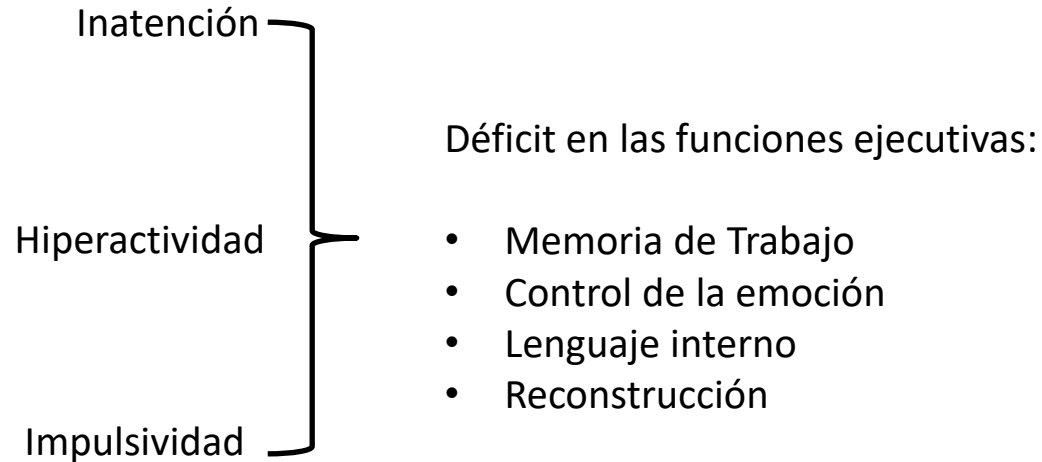 Inatención
Hiperactividad
Impulsividad
Déficit en las funciones ejecutivas:
• Memoria de Trabajo
• Control de la emoción
• Lenguaje interno
• Reconstrucción